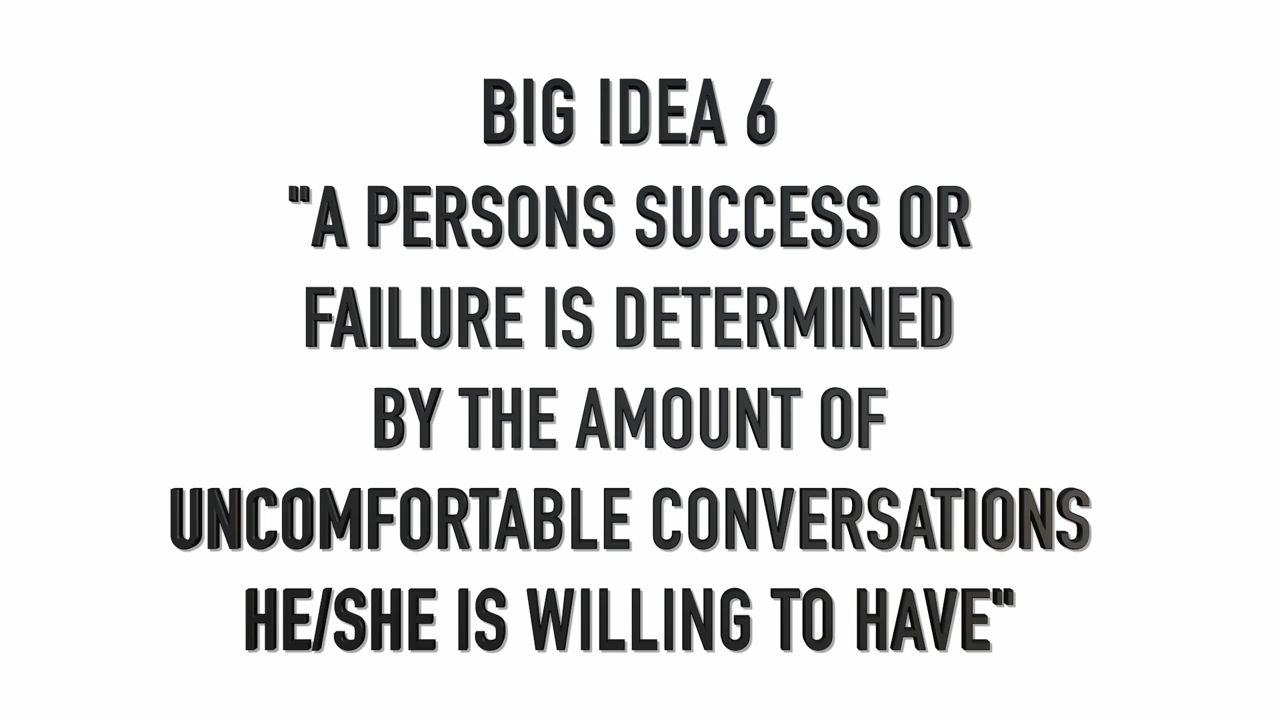 BIG IDEA 6
"A PERSONS SUCCESS OR
FAILURE IS DETERMINED
BY THE AMOUNT OF
UNCOMFORTABLE CONVERSATIONS
HE/SHE IS WILLING TO HAVE"